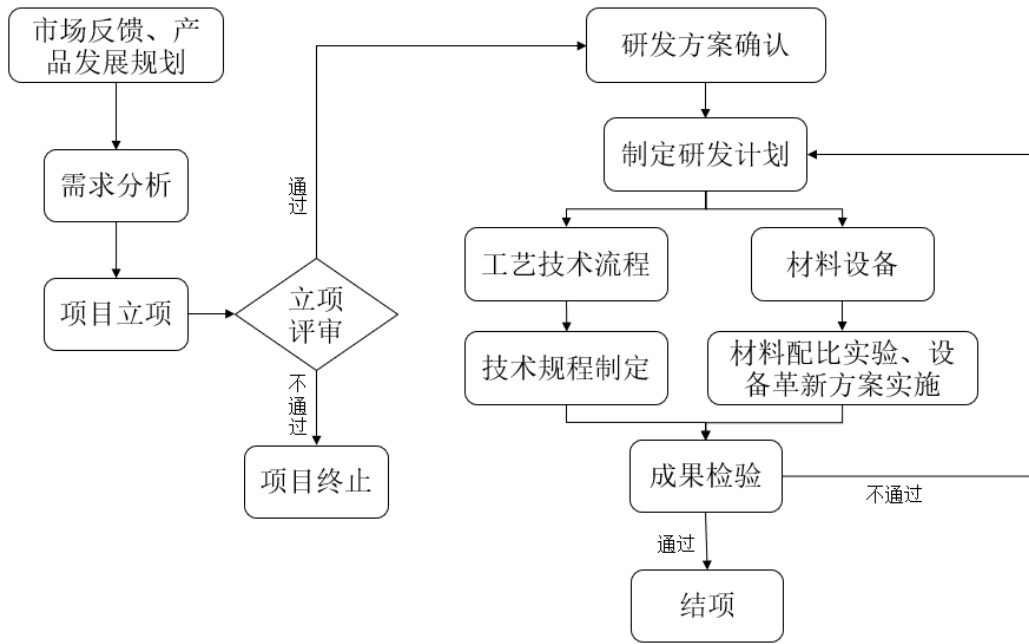 市场反馈、产
品发展规划
需求分析
项目立项
立项
评审
通过
不通过
项目终止
研发方案确认
制定研发计划
工艺技术流程
材料设备
技术规程制定
材料配比实验、设
备革新方案实施
成果检验
不通过
通过
结项